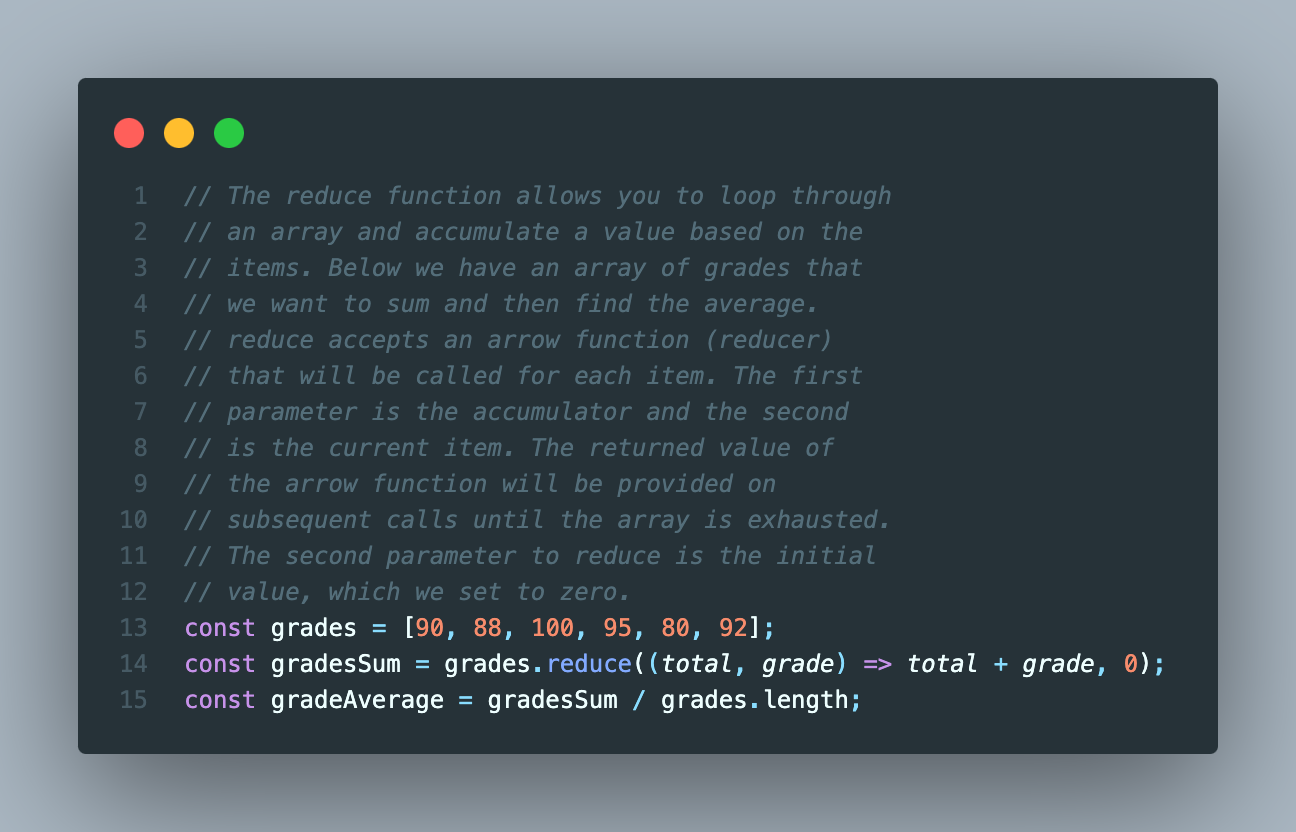 1 // The reduce function allows you to loop through
2 // an array and accumulate a value based on the
3 // items. Below we have an array of grades that
4 // we want to sum and then find the average.
5 // reduce accepts an arrow function (reducer)
6 // that will be called for each item. The first
7 // parameter is the accumulator and the second
8 // is the current item. The returned value of
9 // the arrow function will be provided on
10 // subsequent calls until the array is exhausted.
11 // The second parameter to reduce is the initial
12 // value, which we set to zero.
13 const grades = [90, 88, 100, 95, 80, 92];
14 const gradesSum = grades.reduce((total, grade) => total + grade, 0);
15 const gradeAverage = gradesSum / grades.length;